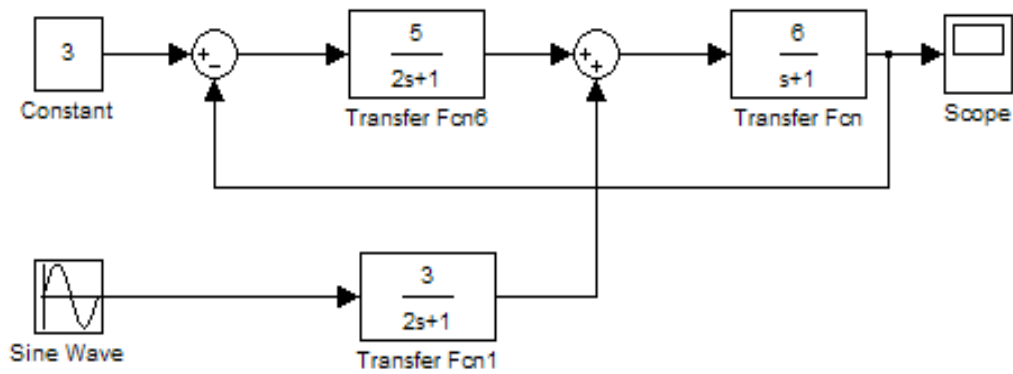 3
Constant
+
−
5
2s+1
Transfer Fcn6
+
+
6
s+1
Transfer Fcn
Scope
Sine Wave
3
2s+1
Transfer Fcn1